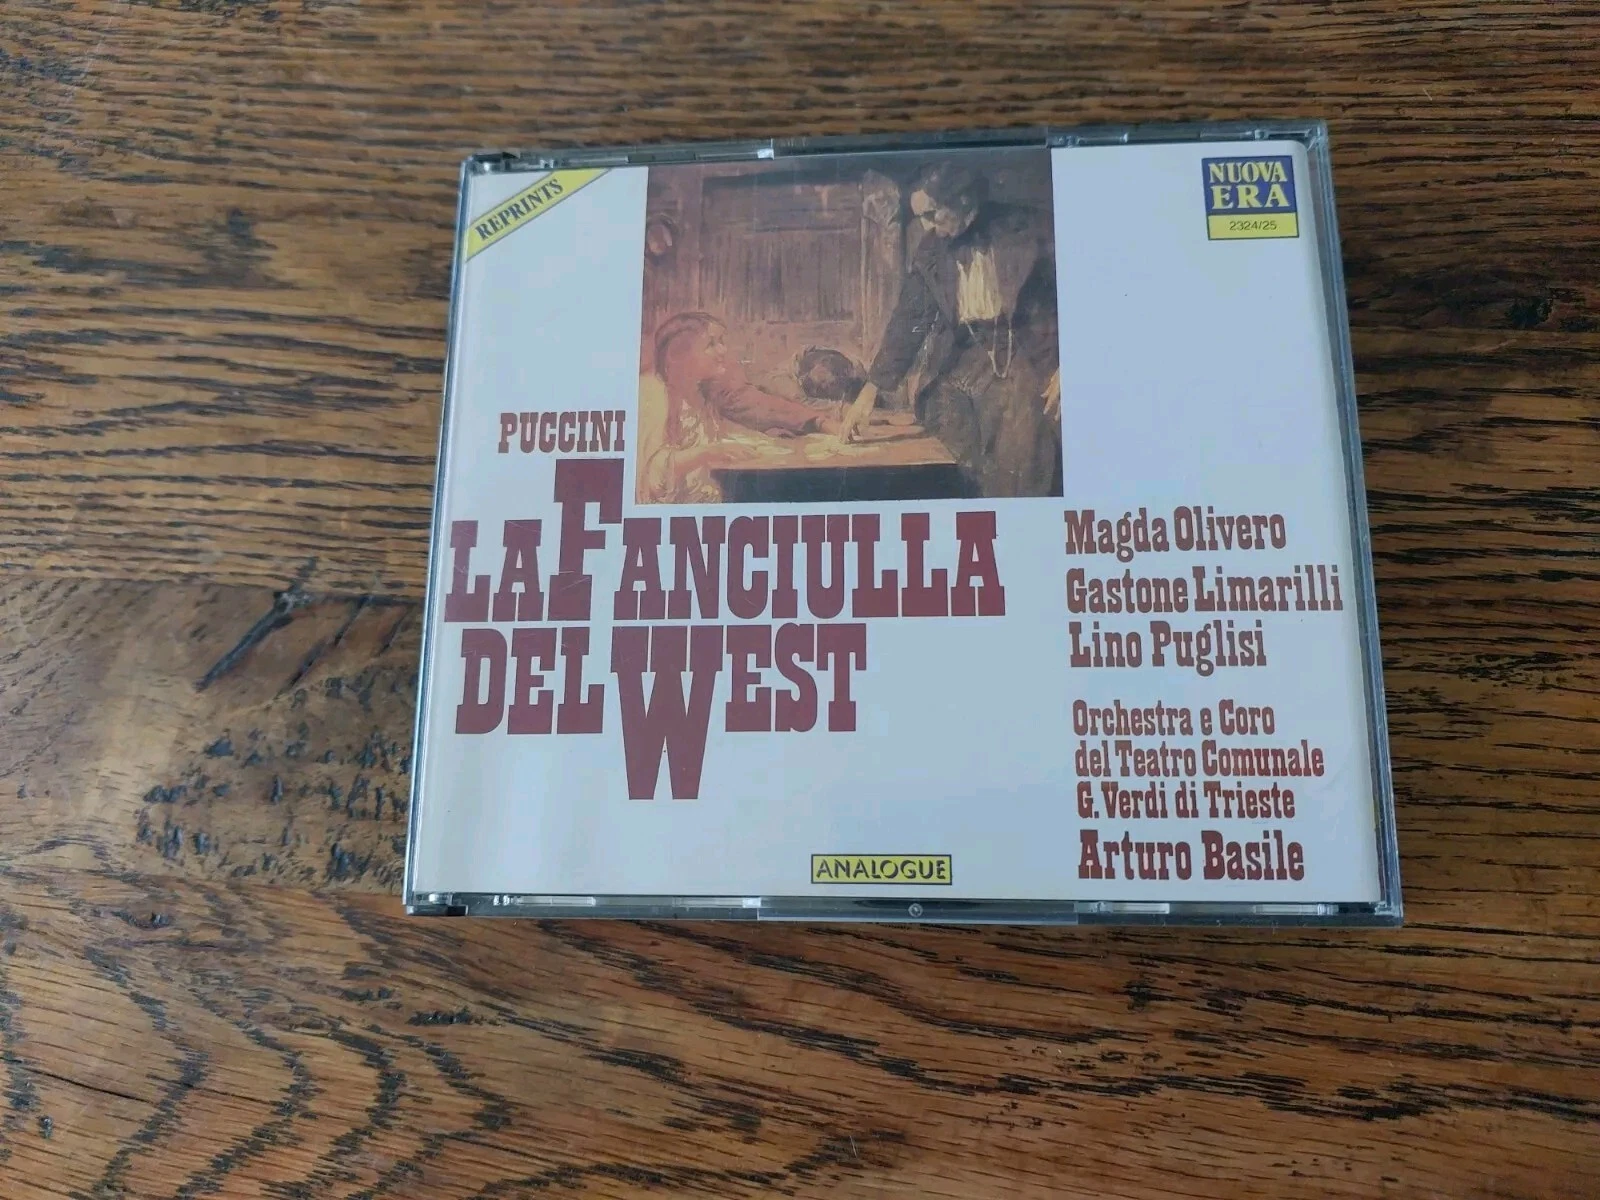 REPRINTS
NUOVA
ERA
2324/25
PUCCINI
LA FANCIULLA
DEL WEST
Magda Olivero
Gastone Limarilli
Lino Puglisi
Orchestra e Coro
del Teatro Comunale
G. Verdi di Trieste
Arturo Basile
ANALOGUE